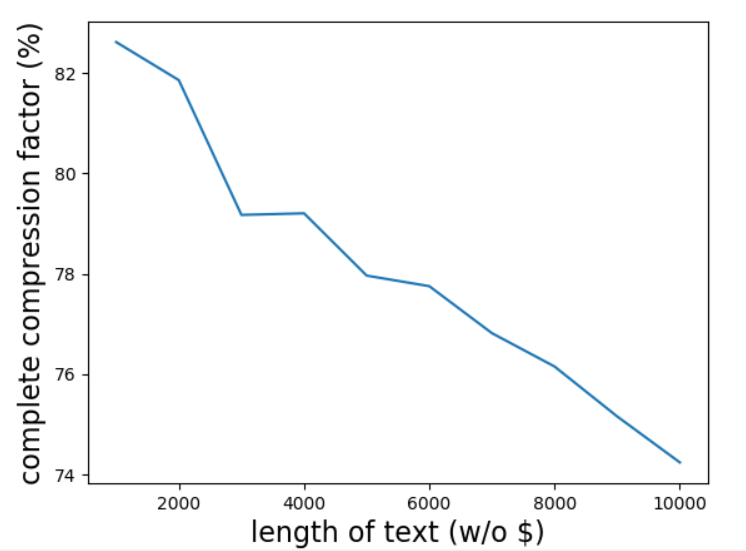 complete compression factor (%)
82
80
78
76
74
2000 4000 6000 8000 10000
length of text (w/o $)